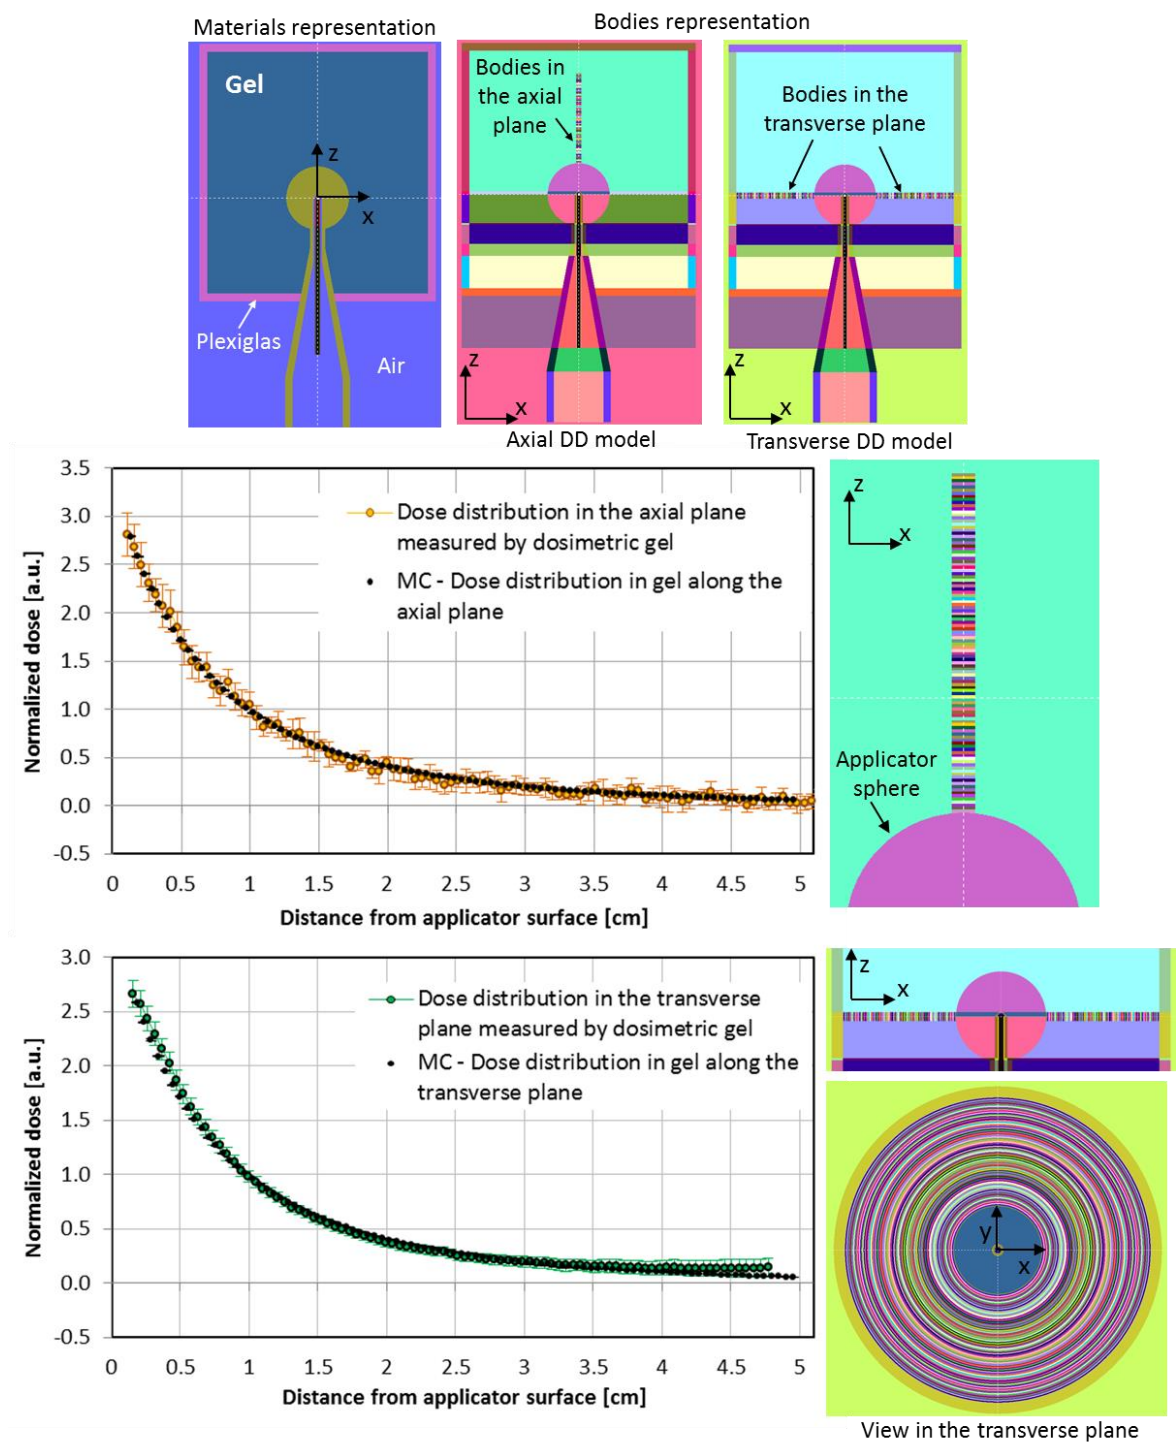 Materials representation
Bodies representation
Gel
z
x
Plexiglas
Air
Bodies in
the axial
plane
z
x
Axial DD model
Bodies in the
transverse plane
z
x
Transverse DD model
3.5
3.0
2.5
2.0
1.5
1.0
0.5
0.0
-0.5
Normalized dose [a.u.]
Dose distribution in the axial plane
measured by dosimetric gel
MC - Dose distribution in gel along the
axial plane
0 0.5 1 1.5 2 2.5 3 3.5 4 4.5 5
Distance from applicator surface [cm]
z
x
Applicator
sphere
3.0
2.5
2.0
1.5
1.0
0.5
0.0
-0.5
Normalized dose [a.u.]
Dose distribution in the transverse
plane measured by dosimetric gel
MC - Dose distribution in gel along the
transverse plane
0 0.5 1 1.5 2 2.5 3 3.5 4 4.5 5
Distance from applicator surface [cm]
z
x
y
x
View in the transverse plane